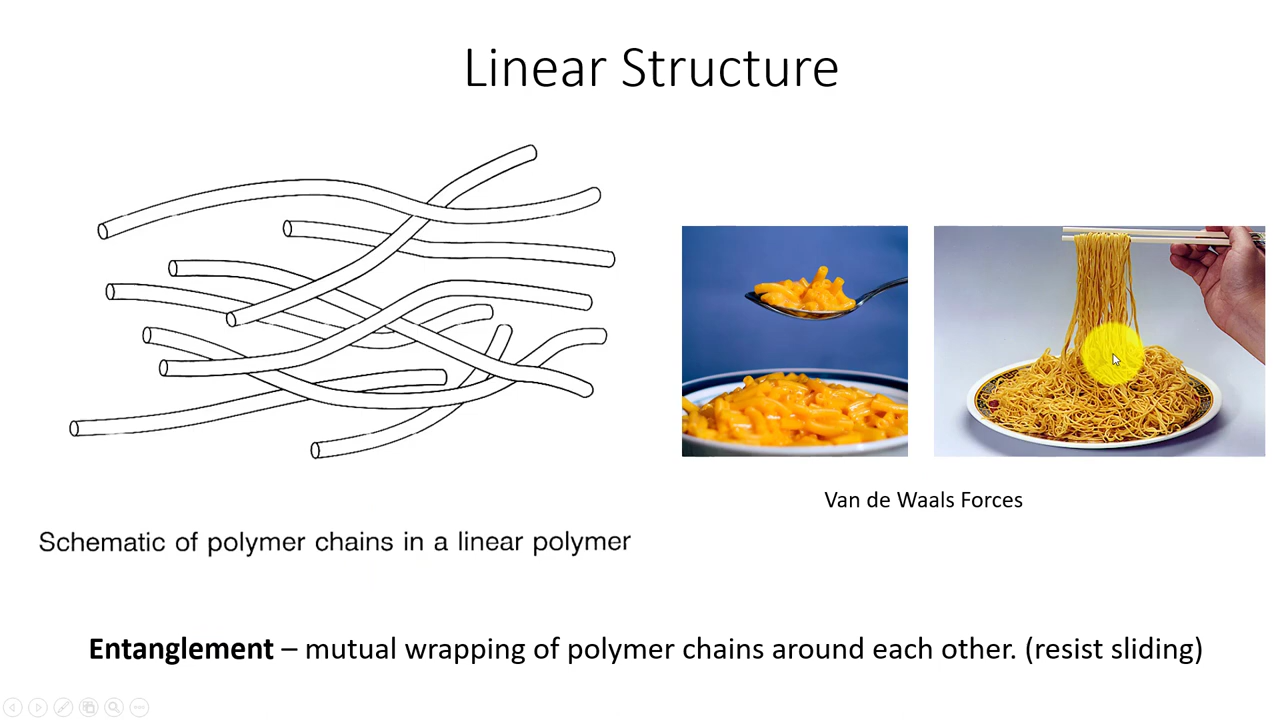 Linear Structure
Van de Waals Forces
Schematic of polymer chains in a linear polymer
Entanglement – mutual wrapping of polymer chains around each other. (resist sliding)